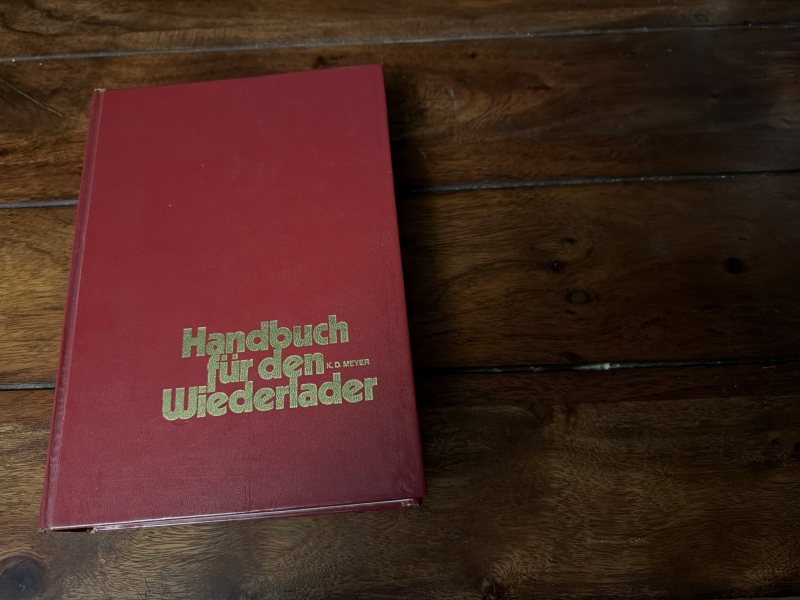 Handbuch
für den K. D. MEYER
Wiederlader